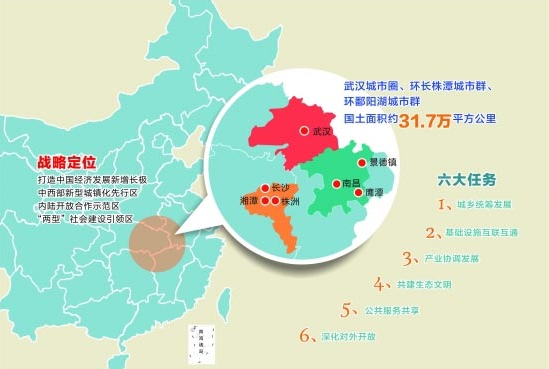 武汉城市圈、环长株潭城市群、
环鄱阳湖城市群
国土面积约31.7万平方公里
战略定位
打造中国经济发展新增长极
中西部新型城镇化先行区
内陆开放合作示范区
“两型”社会建设引领区
武汉
景德镇
南昌
鹰潭
长沙
湘潭
株洲
六大任务
1、城乡统筹发展
2、基础设施互联互通
3、产业协调发展
4、共建生态文明
5、公共服务共享
6、深化对外开放
南海诸岛